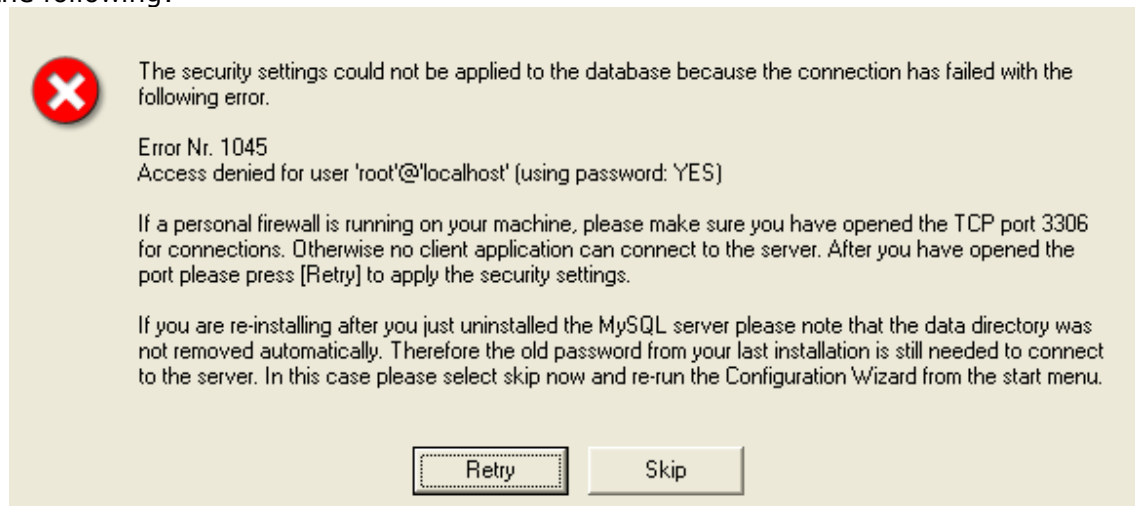 the following:
The security settings could not be applied to the database because the connection has failed with the
following error.
Error Nr. 1045
Access denied for user 'root'@'localhost' (using password: YES)
If a personal firewall is running on your machine, please make sure you have opened the TCP port 3306
for connections. Otherwise no client application can connect to the server. After you have opened the
port please press [Retry] to apply the security settings.
If you are re-installing after you just uninstalled the MySQL server please note that the data directory was
not removed automatically. Therefore the old password from your last installation is still needed to connect
to the server. In this case please select skip now and re-run the Configuration Wizard from the start menu.
Retry
Skip